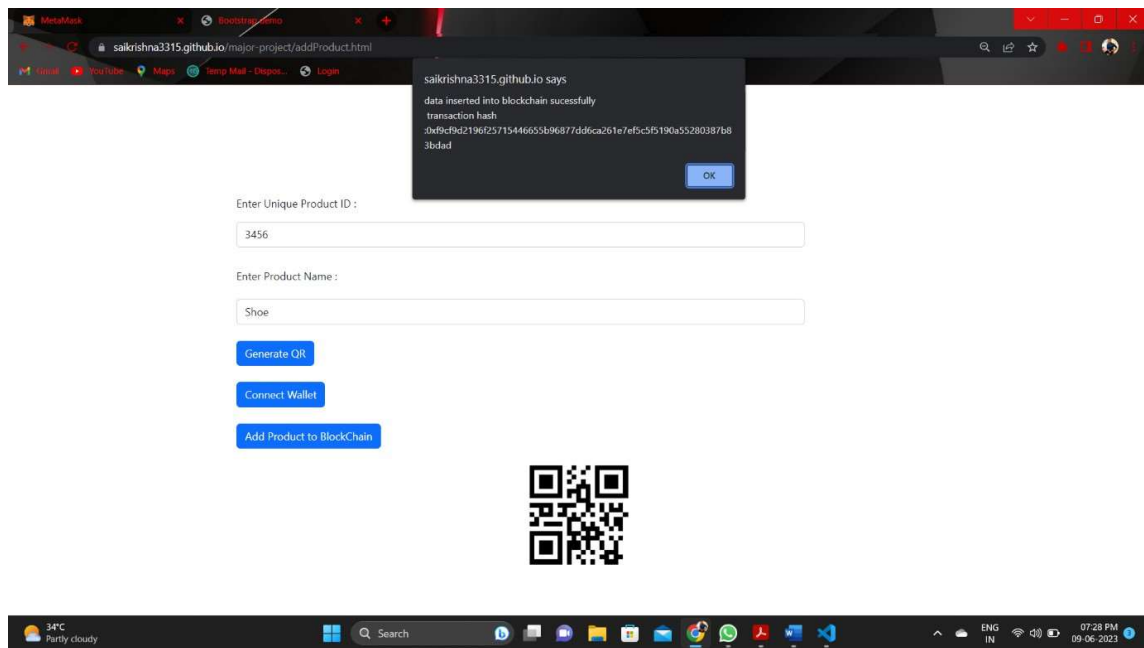 MetaMask
Bootstrap demo
saikrishna3315.github.io/major-project/addProduct.html
Gmail YouTube Maps Temp Mail - Dispos... Login
saikrishna3315.github.io says
data inserted into blockchain sucessfully
transaction hash
:0xf9cf9d2196f25715446655b96877dd6ca261e7ef5c5f5190a55280387b8
3bdad
OK
Enter Unique Product ID :
3456
Enter Product Name :
Shoe
Generate QR
Connect Wallet
Add Product to BlockChain
34°C
Partly cloudy
Search
ENG
IN
07:28 PM
09-06-2023